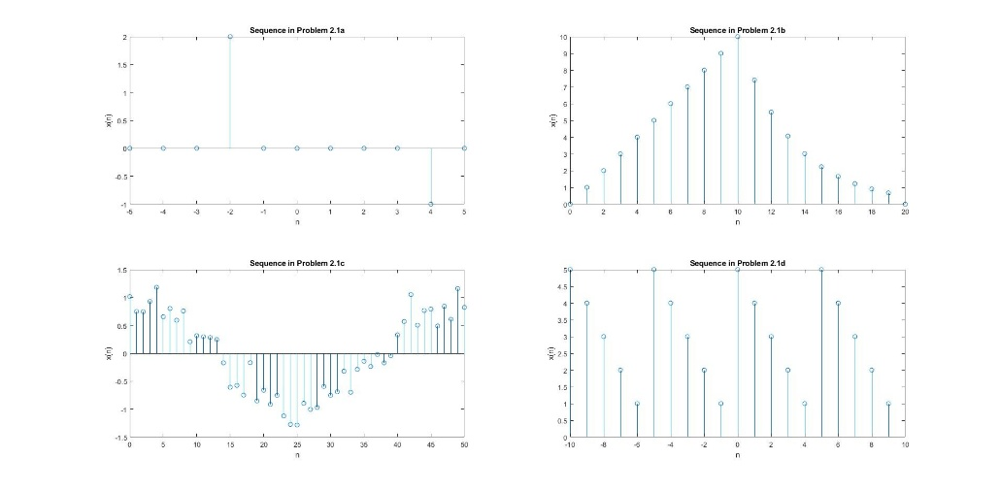 Sequence in Problem 2.1a
2
1.5
1
0.5
0
-0.5
-1
x(n)
-5 -4 -3 -2 -1 0 1 2 3 4 5
n
Sequence in Problem 2.1b
10
9
8
7
6
5
4
3
2
1
0
x(n)
0 2 4 6 8 10 12 14 16 18 20
n
Sequence in Problem 2.1c
1.5
1
0.5
0
-0.5
-1
-1.5
x(n)
0 5 10 15 20 25 30 35 40 45 50
n
Sequence in Problem 2.1d
5
4.5
4
3.5
3
2.5
2
1.5
1
0.5
0
x(n)
-10 -8 -6 -4 -2 0 2 4 6 8 10
n